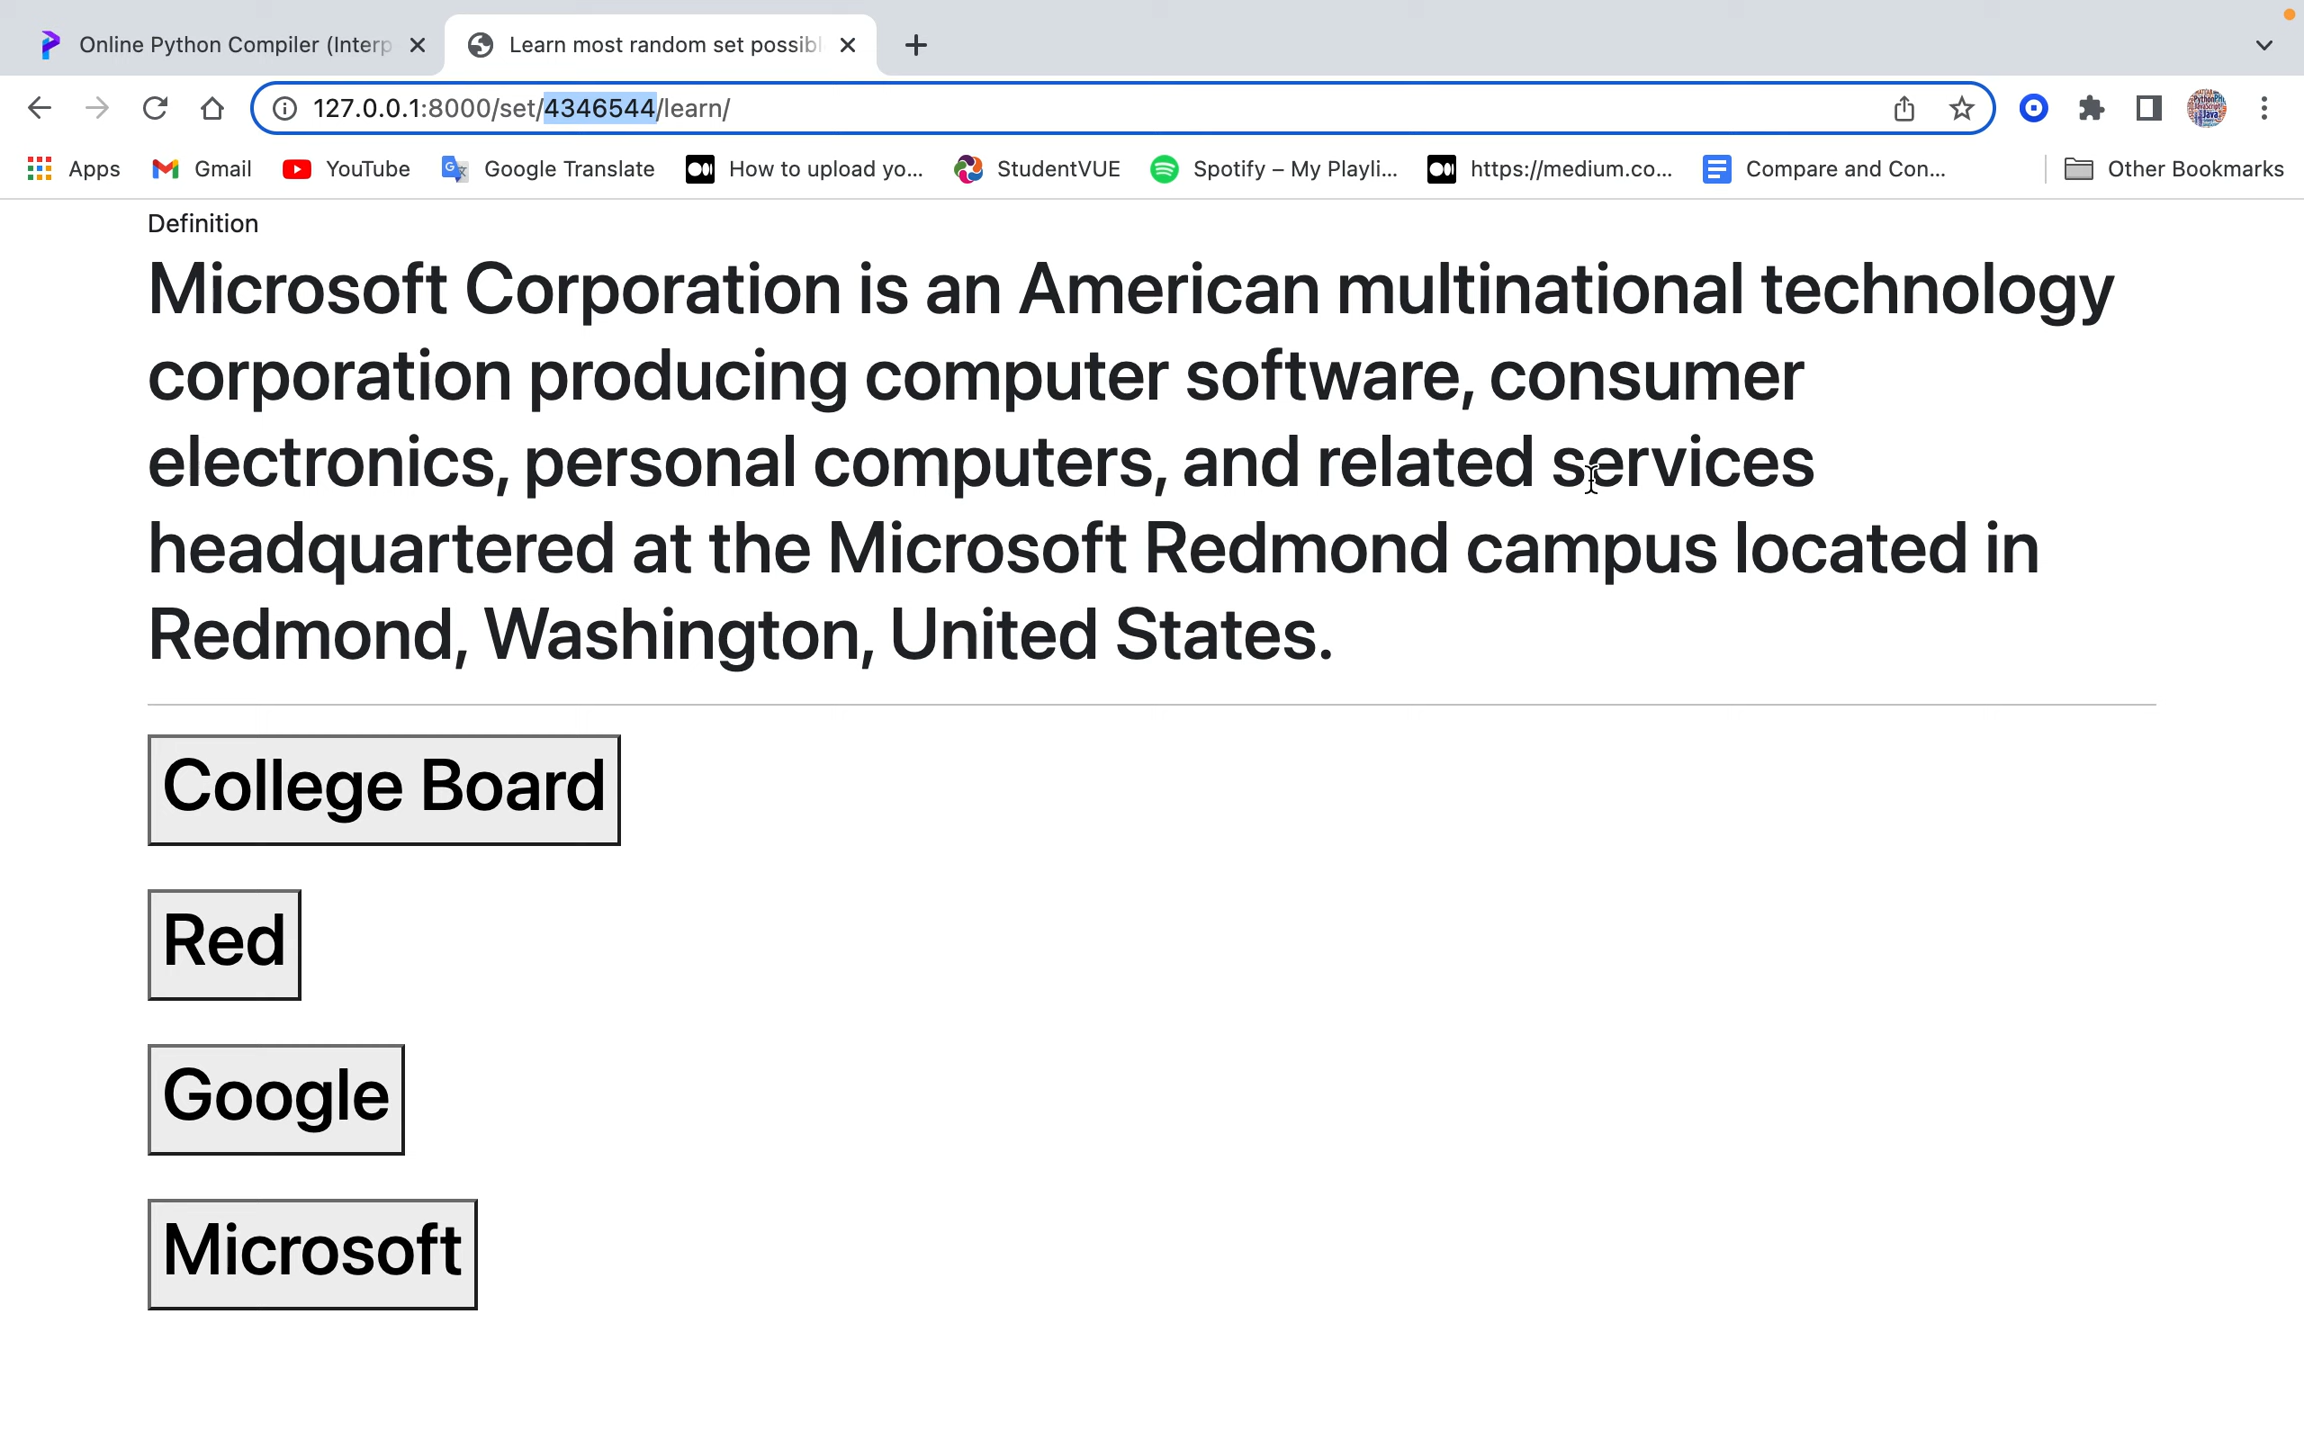 Online Python Compiler (Interp
Learn most random set possibl
127.0.0.1:8000/set/4346544/learn/
Apps Gmail YouTube Google Translate How to upload yo... StudentVUE Spotify – My Playli... https://medium.co... Compare and Con... Other Bookmarks
Definition
Microsoft Corporation is an American multinational technology
corporation producing computer software, consumer
electronics, personal computers, and related services
headquartered at the Microsoft Redmond campus located in
Redmond, Washington, United States.
College Board
Red
Google
Microsoft